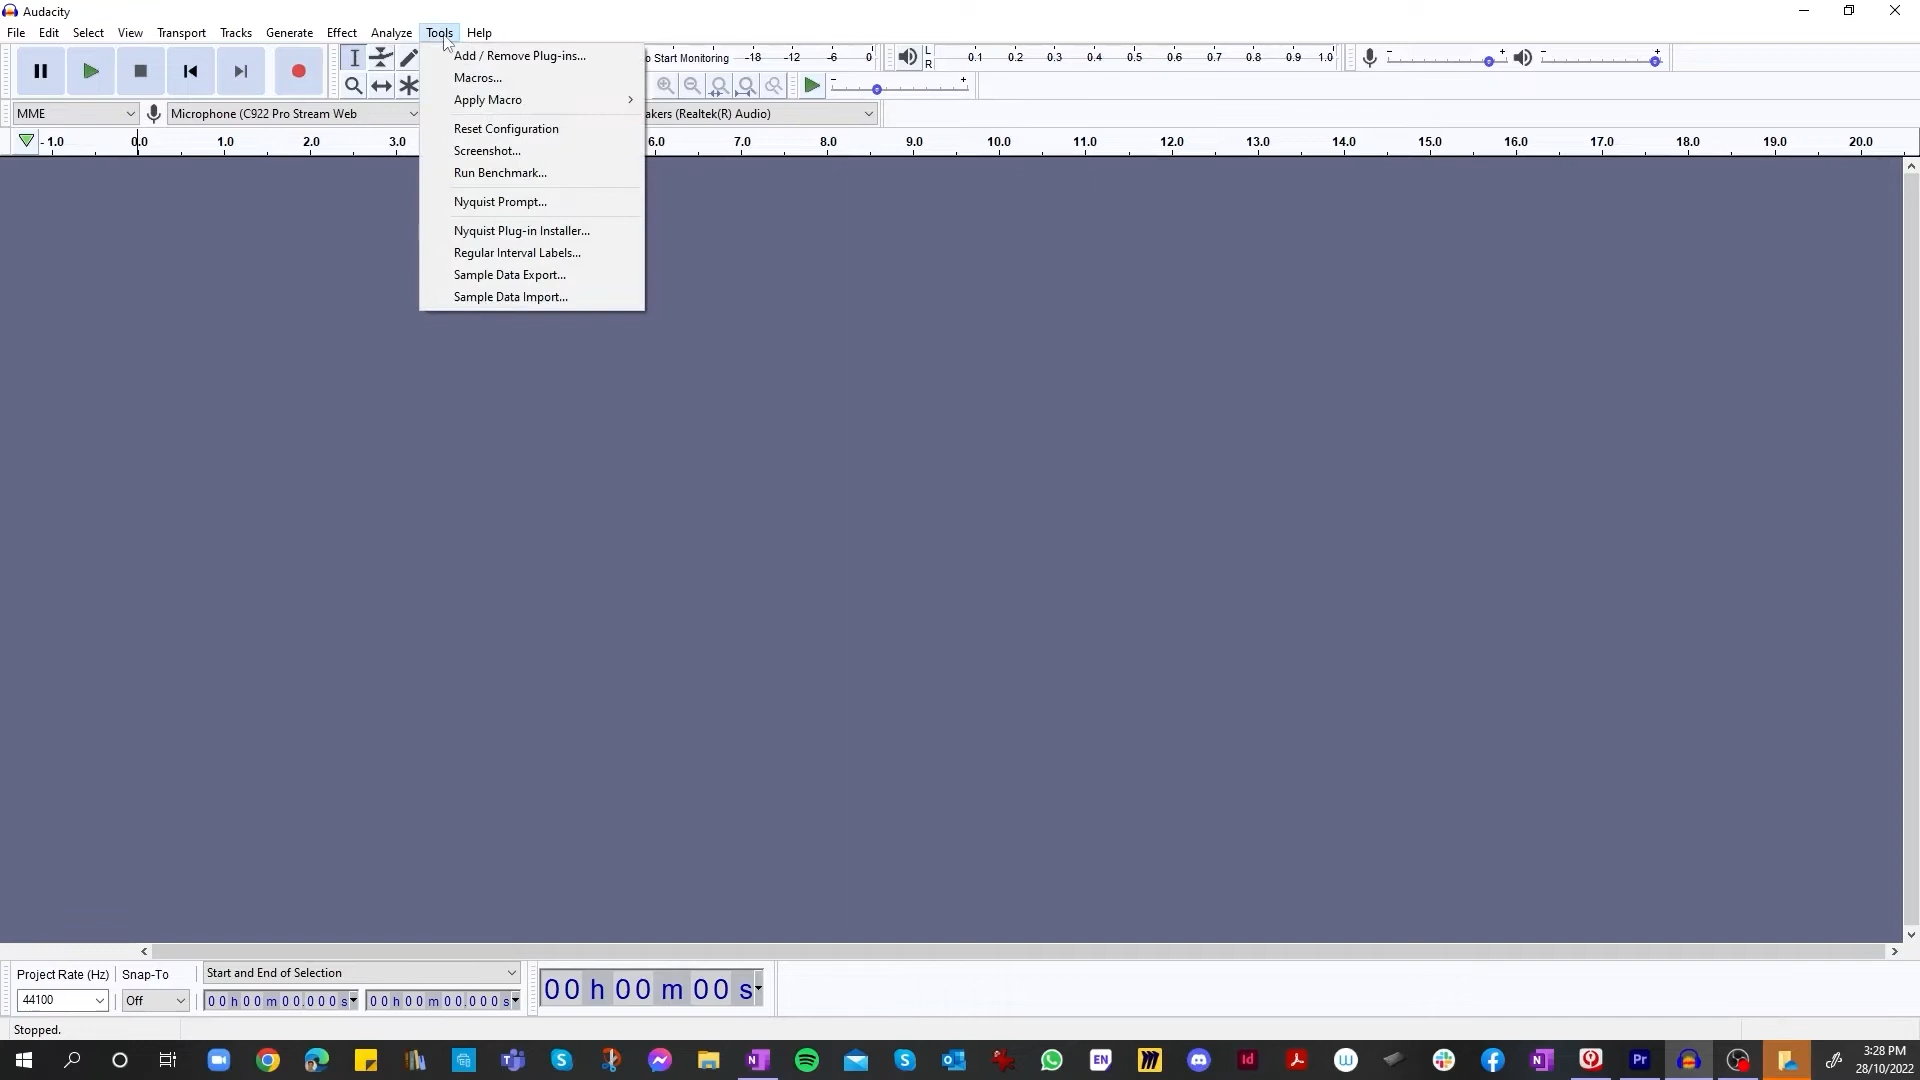 Audacity
File Edit Select View Transport Tracks Generate Effect Analyze Tools Help
Add / Remove Plug-ins...
Macros...
Apply Macro
Reset Configuration
Screenshot...
Run Benchmark...
Nyquist Prompt...
Nyquist Plug-in Installer...
Regular Interval Labels...
Sample Data Export...
Sample Data Import...
o Start Monitoring -18 -12 -6 0
L
R
0.1 0.2 0.3 0.4 0.5 0.6 0.7 0.8 0.9 1.0
- + - +
- +
MME
Microphone (C922 Pro Stream Web
akers (Realtek(R) Audio)
- 1.0 0.0 1.0 2.0 3.0 6.0 7.0 8.0 9.0 10.0 11.0 12.0 13.0 14.0 15.0 16.0 17.0 18.0 19.0 20.0
Project Rate (Hz) Snap-To Start and End of Selection
44100 Off 00 h 00 m 00.000 s 00 h 00 m 00.000 s
00 h 00 m 00 s
Stopped.
EN
Id
Pr
3:28 PM
28/10/2022